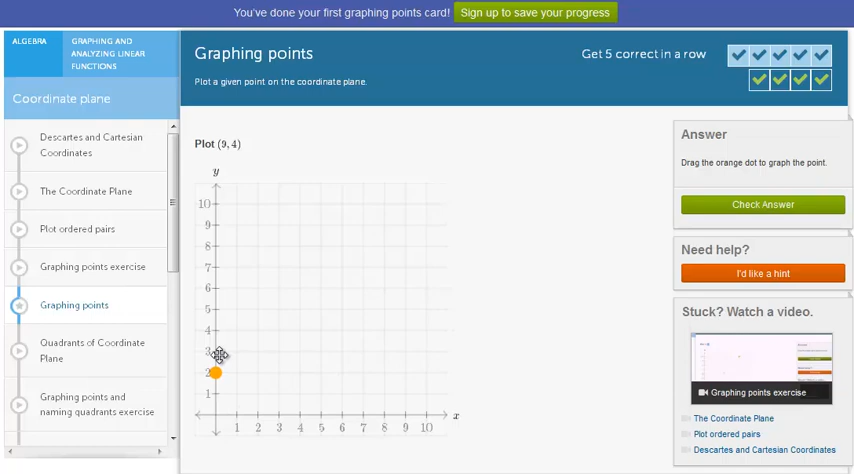 You've done your first graphing points card! Sign up to save your progress
ALGEBRA
GRAPHING AND
ANALYZING LINEAR
FUNCTIONS
Coordinate plane
Descartes and Cartesian
Coordinates
The Coordinate Plane
Plot ordered pairs
Graphing points exercise
Graphing points
Quadrants of Coordinate
Plane
Graphing points and
naming quadrants exercise
Graphing points
Get 5 correct in a row
Plot a given point on the coordinate plane.
Plot (9, 4)
y
10
9
8
7
6
5
4
3
2
1
1 2 3 4 5 6 7 8 9 10 x
Answer
Drag the orange dot to graph the point.
Check Answer
Need help?
I'd like a hint
Stuck? Watch a video.
Graphing points exercise
The Coordinate Plane
Plot ordered pairs
Descartes and Cartesian Coordinates